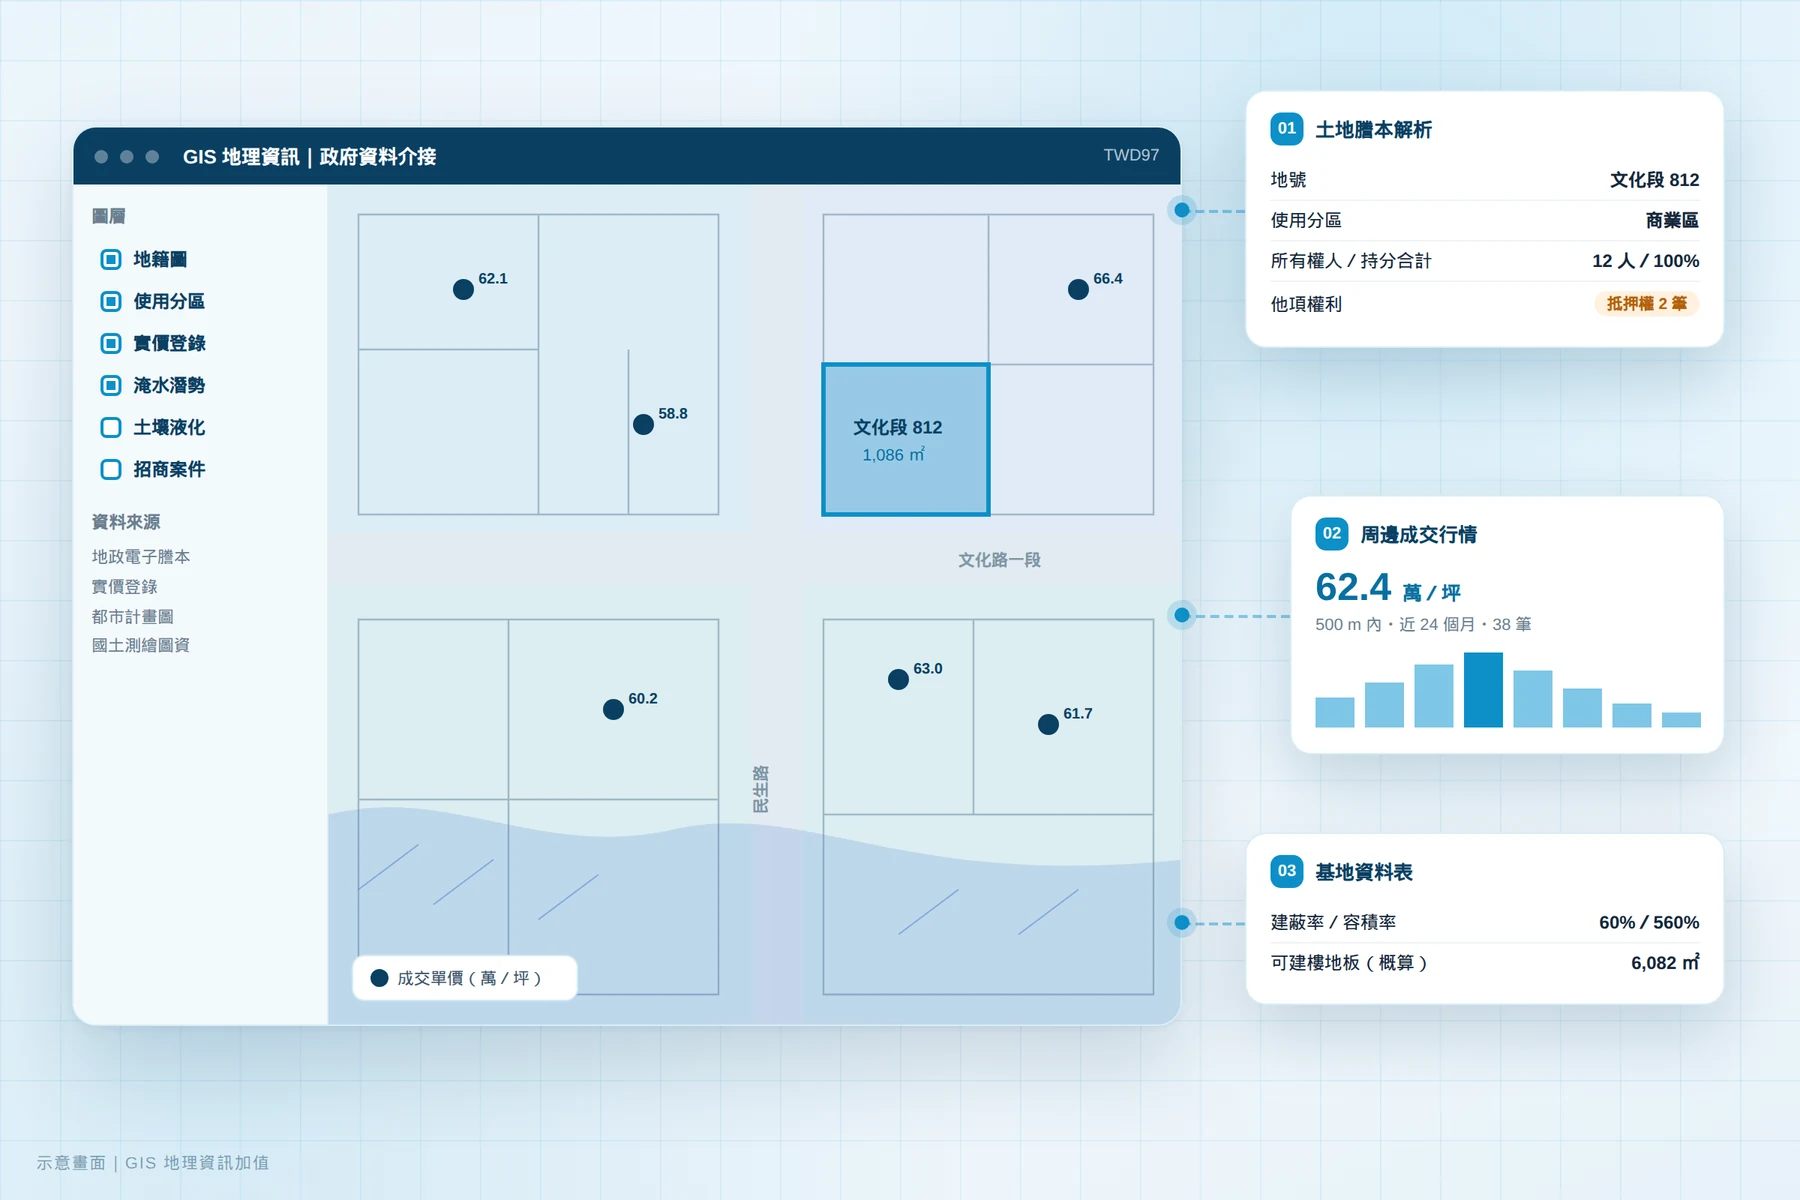 GIS 地理資訊｜政府資料介接
TWD97
圖層
地籍圖
使用分區
實價登錄
淹水潛勢
土壤液化
招商案件
資料來源
地政電子謄本
實價登錄
都市計畫圖
國土測繪圖資
62.1
58.8
66.4
文化段 812
1,086 ㎡
文化路一段
60.2
民生路
63.0
61.7
成交單價（萬 / 坪）
01 土地謄本解析
地號 文化段 812
使用分區 商業區
所有權人 / 持分合計 12 人 / 100%
他項權利 抵押權 2 筆
02 周邊成交行情
62.4 萬 / 坪
500 m 內・近 24 個月・38 筆
03 基地資料表
建蔽率 / 容積率 60% / 560%
可建樓地板（概算） 6,082 ㎡
示意畫面｜GIS 地理資訊加值